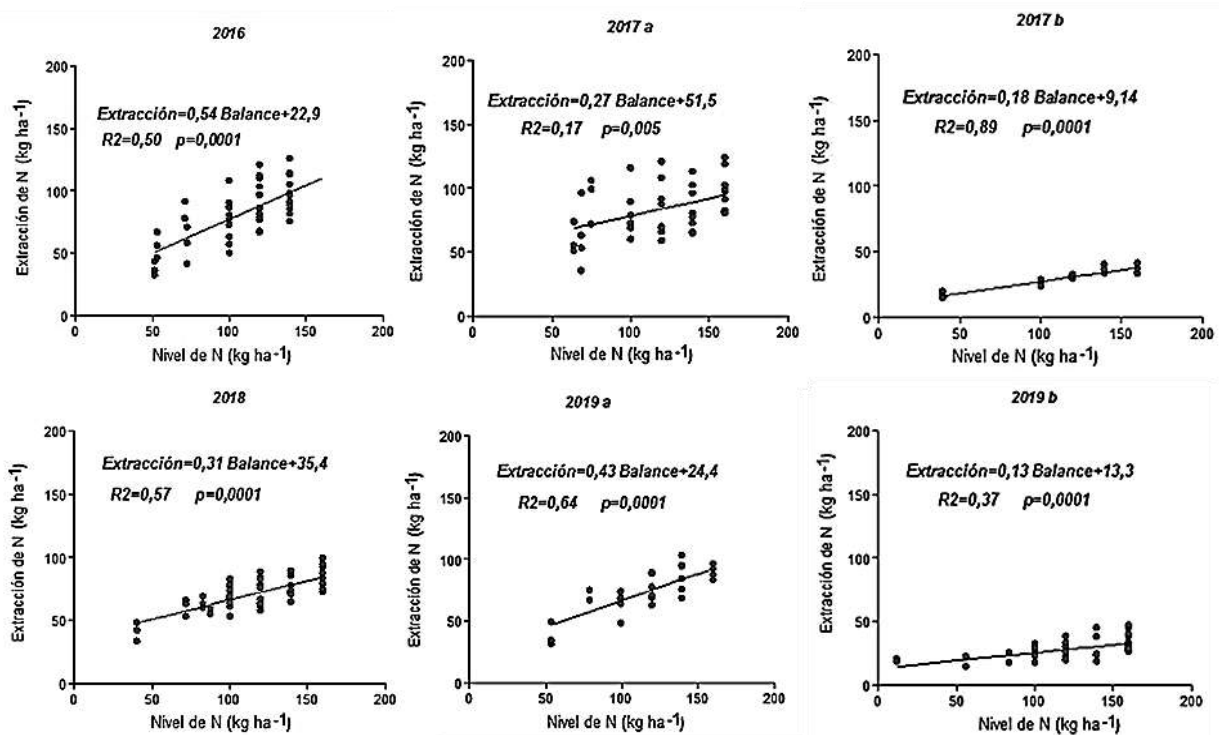 2016
200
150
100
50
0
Extracción de N (kg ha-1)
Extracción=0,54 Balance+22,9
R2=0,50 p=0,0001
0 50 100 150 200
Nivel de N (kg ha-1)
2017 a
200
150
100
50
0
Extracción de N (kg ha-1)
Extracción=0,27 Balance+51,5
R2=0,17 p=0,005
0 50 100 150 200
Nivel de N (kg ha-1)
2017 b
200
150
100
50
0
Extracción de N (kg ha-1)
Extracción=0,18 Balance+9,14
R2=0,89 p=0,0001
0 50 100 150 200
Nivel de N (kg ha-1)
2018
200
150
100
50
0
Extracción de N (kg ha-1)
Extracción=0,31 Balance+35,4
R2=0,57 p=0,0001
0 50 100 150 200
Nivel de N (kg ha-1)
2019 a
200
150
100
50
0
Extracción de N (kg ha-1)
Extracción=0,43 Balance+24,4
R2=0,64 p=0,0001
0 50 100 150 200
Nivel de N (kg ha-1)
2019 b
200
150
100
50
0
Extracción de N (kg ha-1)
Extracción=0,13 Balance+13,3
R2=0,37 p=0,0001
0 50 100 150 200
Nivel de N (kg ha-1)